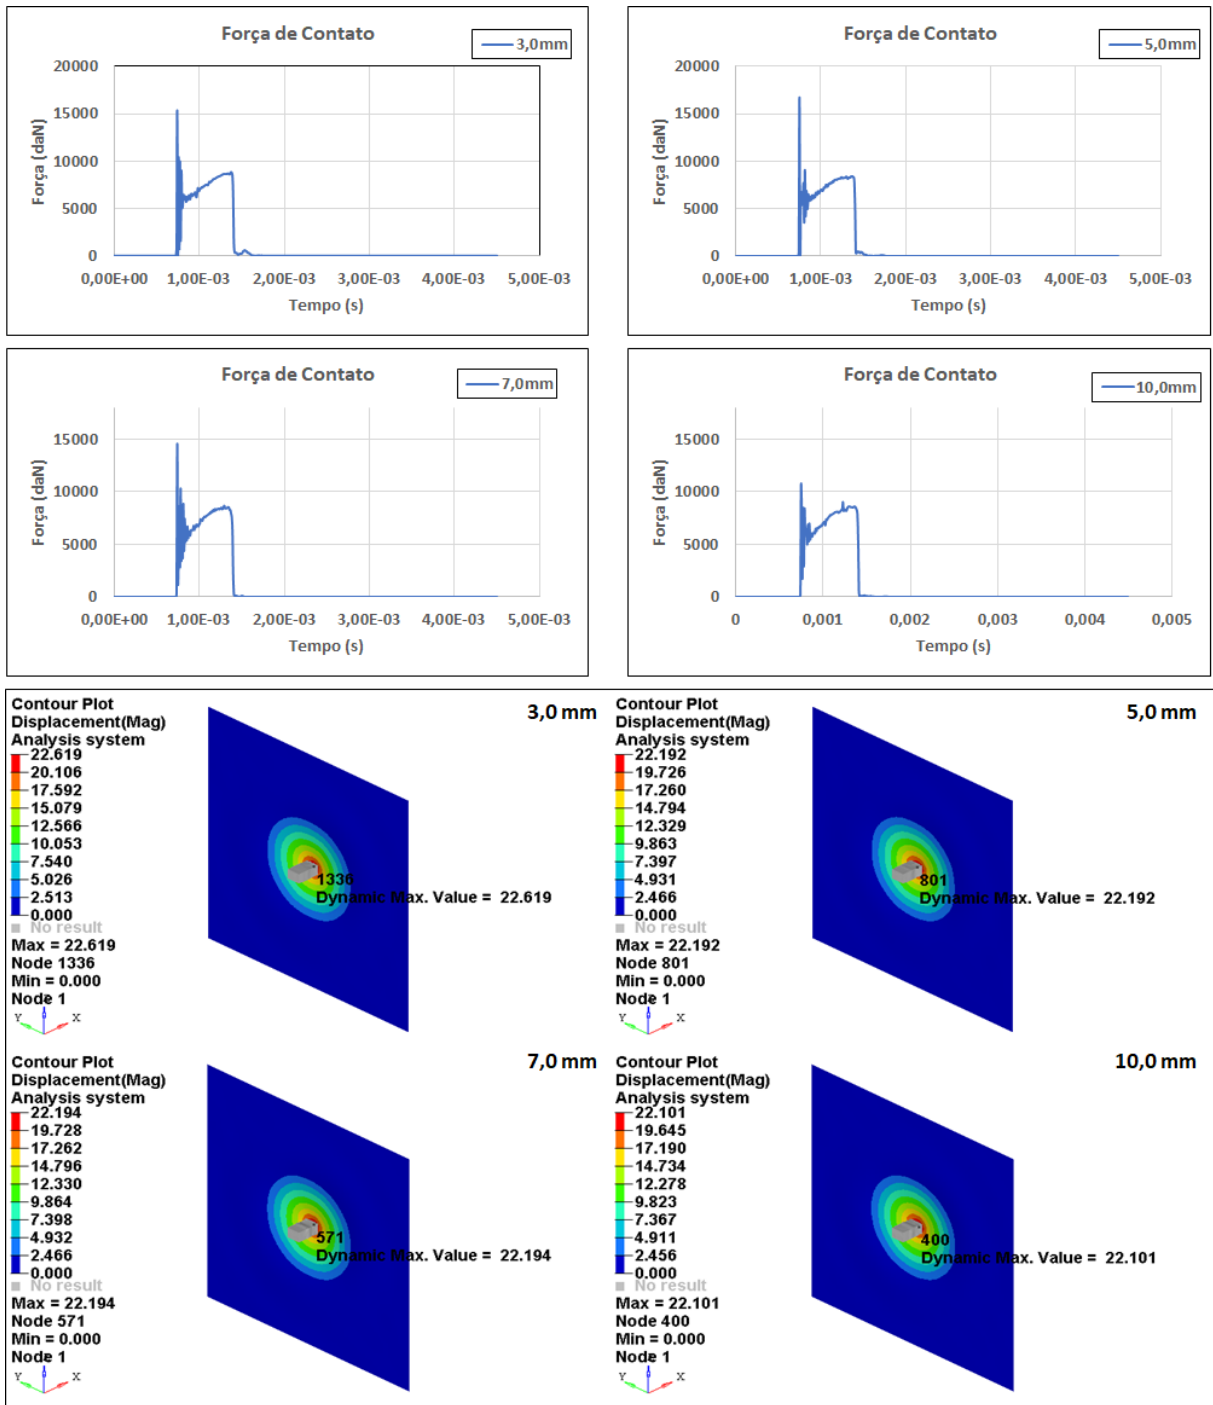 Força de Contato
3,0mm
20000
15000
10000
5000
0
Força (daN)
0,00E+00 1,00E-03 2,00E-03 3,00E-03 4,00E-03 5,00E-03
Tempo (s)
Força de Contato
5,0mm
20000
15000
10000
5000
0
Força (daN)
0,00E+00 1,00E-03 2,00E-03 3,00E-03 4,00E-03 5,00E-03
Tempo (s)
Força de Contato
7,0mm
15000
10000
5000
0
Força (daN)
0,00E+00 1,00E-03 2,00E-03 3,00E-03 4,00E-03 5,00E-03
Tempo (s)
Força de Contato
10,0mm
15000
10000
5000
0
Força (daN)
0 0,001 0,002 0,003 0,004 0,005
Tempo (s)
Contour Plot
Displacement(Mag)
Analysis system
22.619
20.106
17.592
15.079
12.566
10.053
7.540
5.026
2.513
0.000
No result
Max = 22.619
Node 1336
Min = 0.000
Node 1
Z
Y X
3,0 mm
1336
Dynamic Max. Value = 22.619
Contour Plot
Displacement(Mag)
Analysis system
22.192
19.726
17.260
14.794
12.329
9.863
7.397
4.931
2.466
0.000
No result
Max = 22.192
Node 801
Min = 0.000
Node 1
Z
Y X
5,0 mm
801
Dynamic Max. Value = 22.192
Contour Plot
Displacement(Mag)
Analysis system
22.194
19.728
17.262
14.796
12.330
9.864
7.398
4.932
2.466
0.000
No result
Max = 22.194
Node 571
Min = 0.000
Node 1
Z
Y X
7,0 mm
571
Dynamic Max. Value = 22.194
Contour Plot
Displacement(Mag)
Analysis system
22.101
19.645
17.190
14.734
12.278
9.823
7.367
4.911
2.456
0.000
No result
Max = 22.101
Node 400
Min = 0.000
Node 1
Z
Y X
10,0 mm
400
Dynamic Max. Value = 22.101